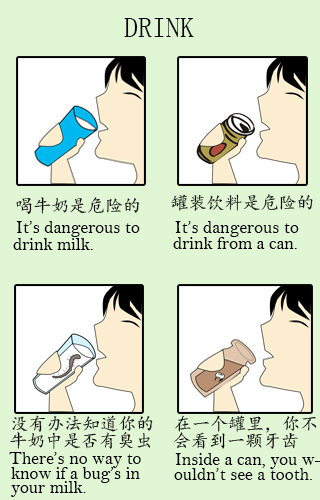 DRINK
喝牛奶是危险的
It's dangerous to
drink milk.
罐装饮料是危险的
It's dangerous to
drink from a can.
没有办法知道你的
牛奶中是否有臭虫
There's no way to
know if a bug's in
your milk.
在一个罐里，你不
会看到一颗牙齿
Inside a can, you w-
ouldn't see a tooth.